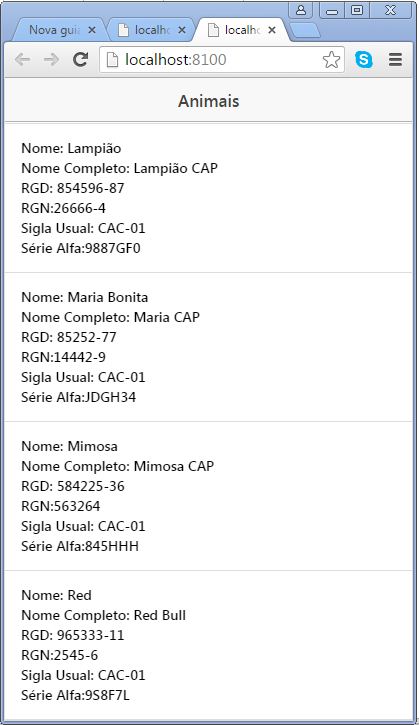 Nova guia
localho
localho
localhost:8100
Animais
Nome: Lampião
Nome Completo: Lampião CAP
RGD: 854596-87
RGN:26666-4
Sigla Usual: CAC-01
Série Alfa:9887GF0
Nome: Maria Bonita
Nome Completo: Maria CAP
RGD: 85252-77
RGN:14442-9
Sigla Usual: CAC-01
Série Alfa:JDGH34
Nome: Mimosa
Nome Completo: Mimosa CAP
RGD: 584225-36
RGN:563264
Sigla Usual: CAC-01
Série Alfa:845HHH
Nome: Red
Nome Completo: Red Bull
RGD: 965333-11
RGN:2545-6
Sigla Usual: CAC-01
Série Alfa:9S8F7L